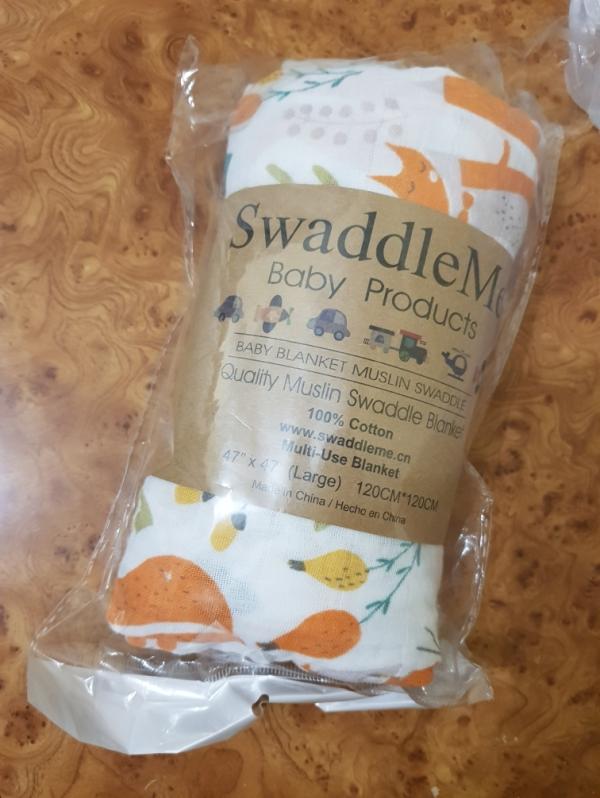 SwaddleMe
Baby Products
BABY BLANKET MUSLIN SWADDLE
Quality Muslin Swaddle Blanket
100% Cotton
www.swaddleme.cn
Multi-Use Blanket
47" x 47" (Large) 120CM*120CM
Made in China / Hecho en China